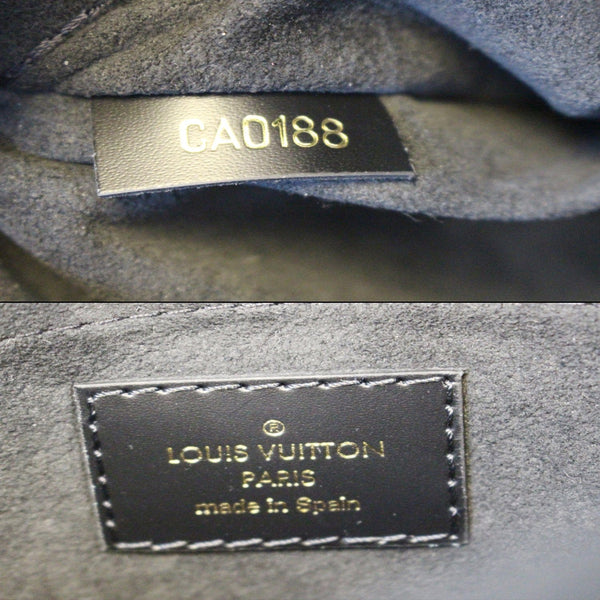 CA0188
®
LOUIS VUITTON
PARIS
made in Spain